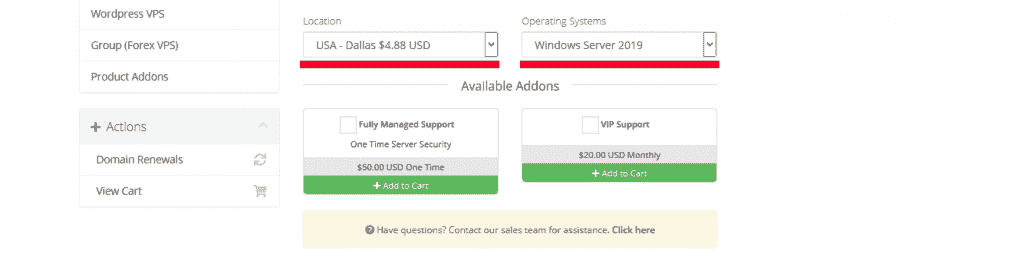 Wordpress VPS
Group (Forex VPS)
Product Addons
Actions
Domain Renewals
View Cart
Location
USA - Dallas $4.88 USD
Operating Systems
Windows Server 2019
Available Addons
Fully Managed Support
One Time Server Security
$50.00 USD One Time
Add to Cart
VIP Support
$20.00 USD Monthly
Add to Cart
Have questions? Contact our sales team for assistance. Click here